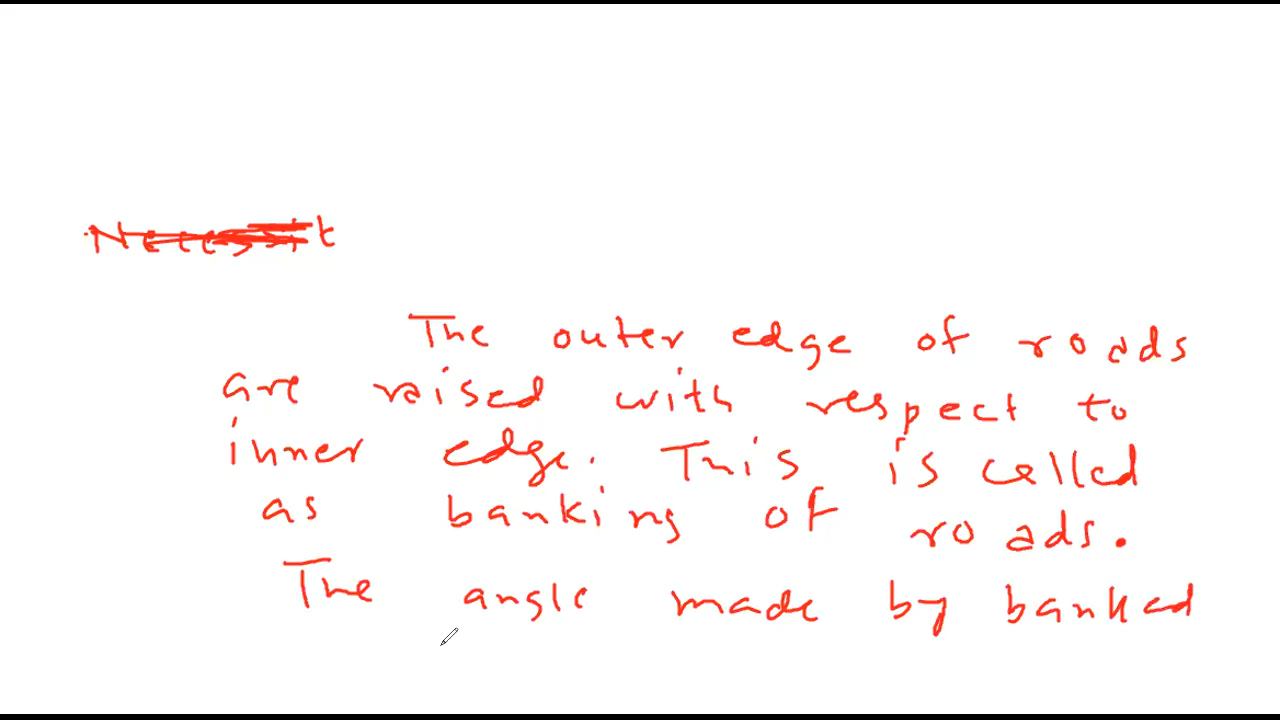 The outer edge of roads
are raised with respect to
inner edge. This is called
as banking of roads.
The angle made by banked